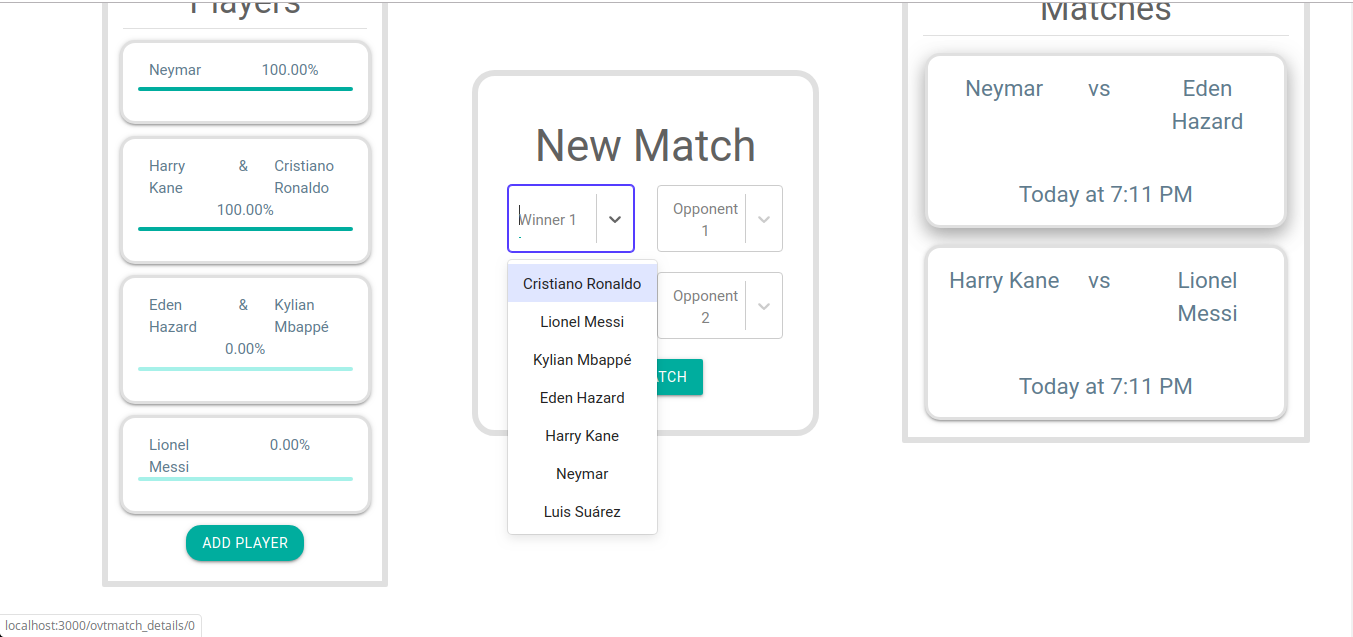 Players
Neymar 100.00%
Harry & Cristiano
Kane Ronaldo
100.00%
Eden & Kylian
Hazard Mbappé
0.00%
Lionel 0.00%
Messi
ADD PLAYER
New Match
Winner 1
Opponent
1
Opponent
2
Cristiano Ronaldo
Lionel Messi
Kylian Mbappé
Eden Hazard
Harry Kane
Neymar
Luis Suárez
TCH
Matches
Neymar vs Eden
Hazard
Today at 7:11 PM
Harry Kane vs Lionel
Messi
Today at 7:11 PM
localhost:3000/ovtmatch_details/0